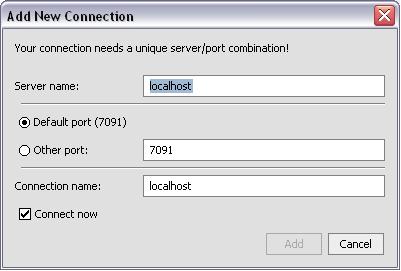 Add New Connection
Your connection needs a unique server/port combination!
Server name: localhost
Default port (7091)
Other port: 7091
Connection name: localhost
Connect now
Add Cancel